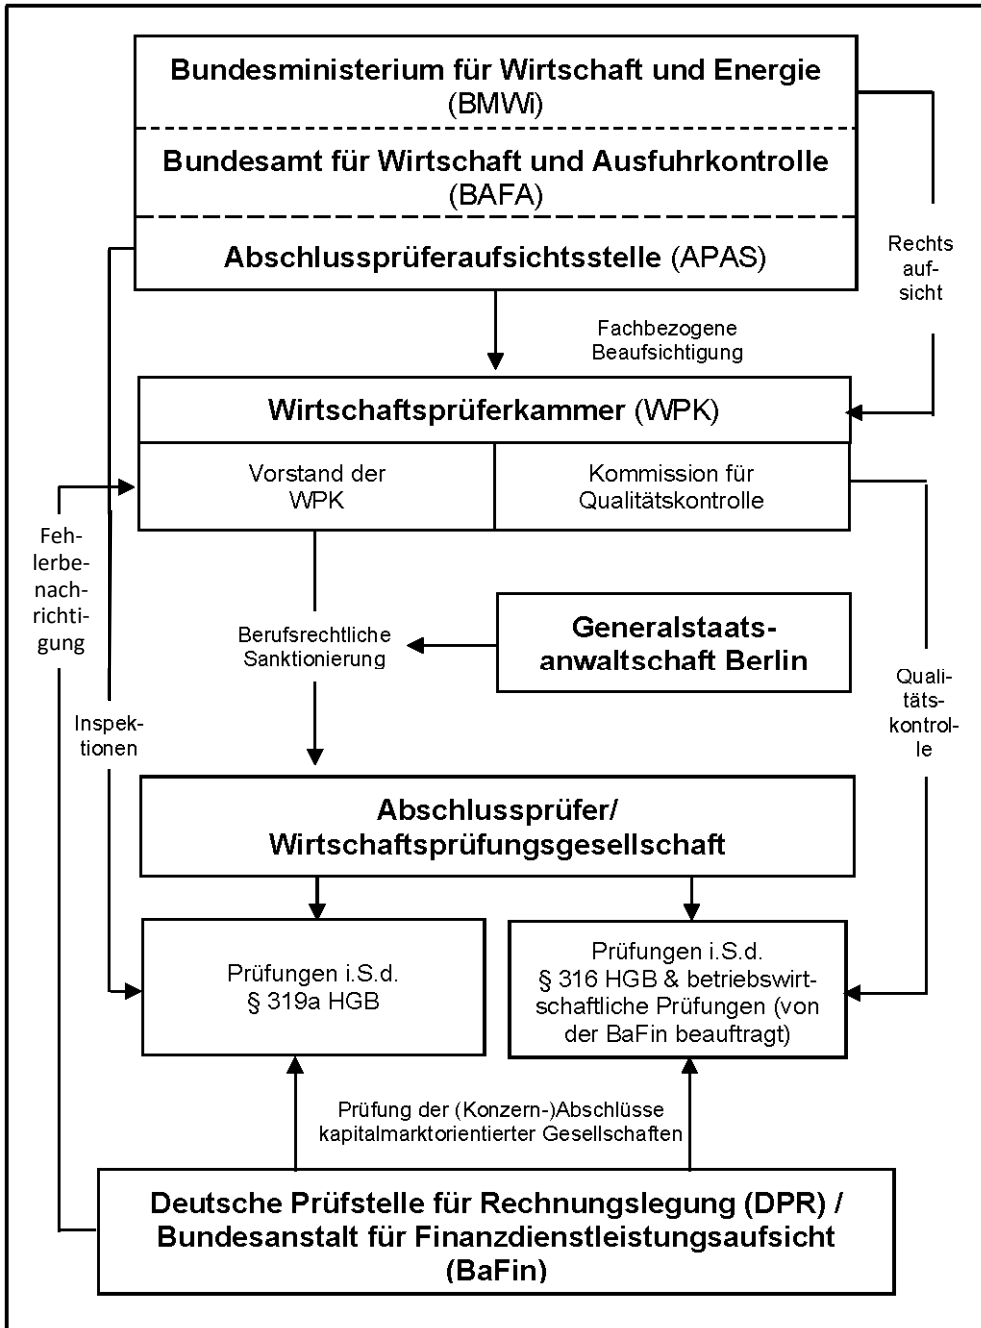 Bundesministerium für Wirtschaft und Energie
(BMWi)
Bundesamt für Wirtschaft und Ausfuhrkontrolle
(BAFA)
Abschlussprüferaufsichtsstelle (APAS)
Rechts
auf-
sicht
Fachbezogene
Beaufsichtigung
Wirtschaftsprüferkammer (WPK)
Vorstand der
WPK
Kommission für
Qualitätskontrolle
Feh-
lerbe-
nach-
richti-
gung
Berufsrechtliche
Sanktionierung
Generalstaats-
anwaltschaft Berlin
Quali-
täts-
kontrol-
le
Inspek-
tionen
Abschlussprüfer/
Wirtschaftsprüfungsgesellschaft
Prüfungen i.S.d.
§ 319a HGB
Prüfungen i.S.d.
§ 316 HGB & betriebswirt-
schaftliche Prüfungen (von
der BaFin beauftragt)
Prüfung der (Konzern-)Abschlüsse
kapitalmarktorientierter Gesellschaften
Deutsche Prüfstelle für Rechnungslegung (DPR) /
Bundesanstalt für Finanzdienstleistungsaufsicht
(BaFin)